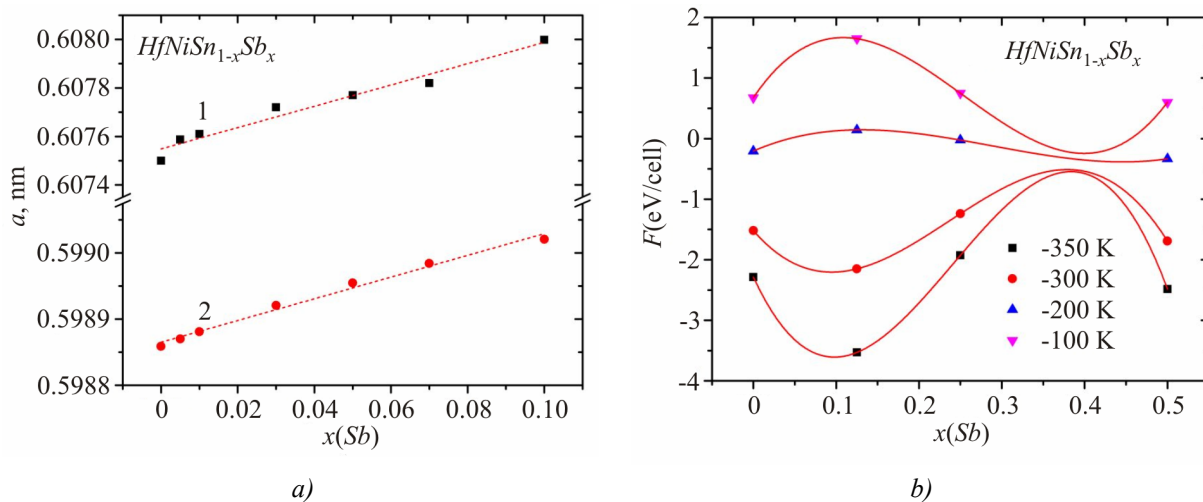 HfNiSn1-xSbx
1
2
a, nm
0.6080
0.6078
0.6076
0.6074
0.5990
0.5989
0.5988
0 0.02 0.04 0.06 0.08 0.10
x(Sb)
a)
HfNiSn1-xSbx
F(eV/cell)
2
1
0
-1
-2
-3
-4
-350 K
-300 K
-200 K
-100 K
0 0.1 0.2 0.3 0.4 0.5
x(Sb)
b)